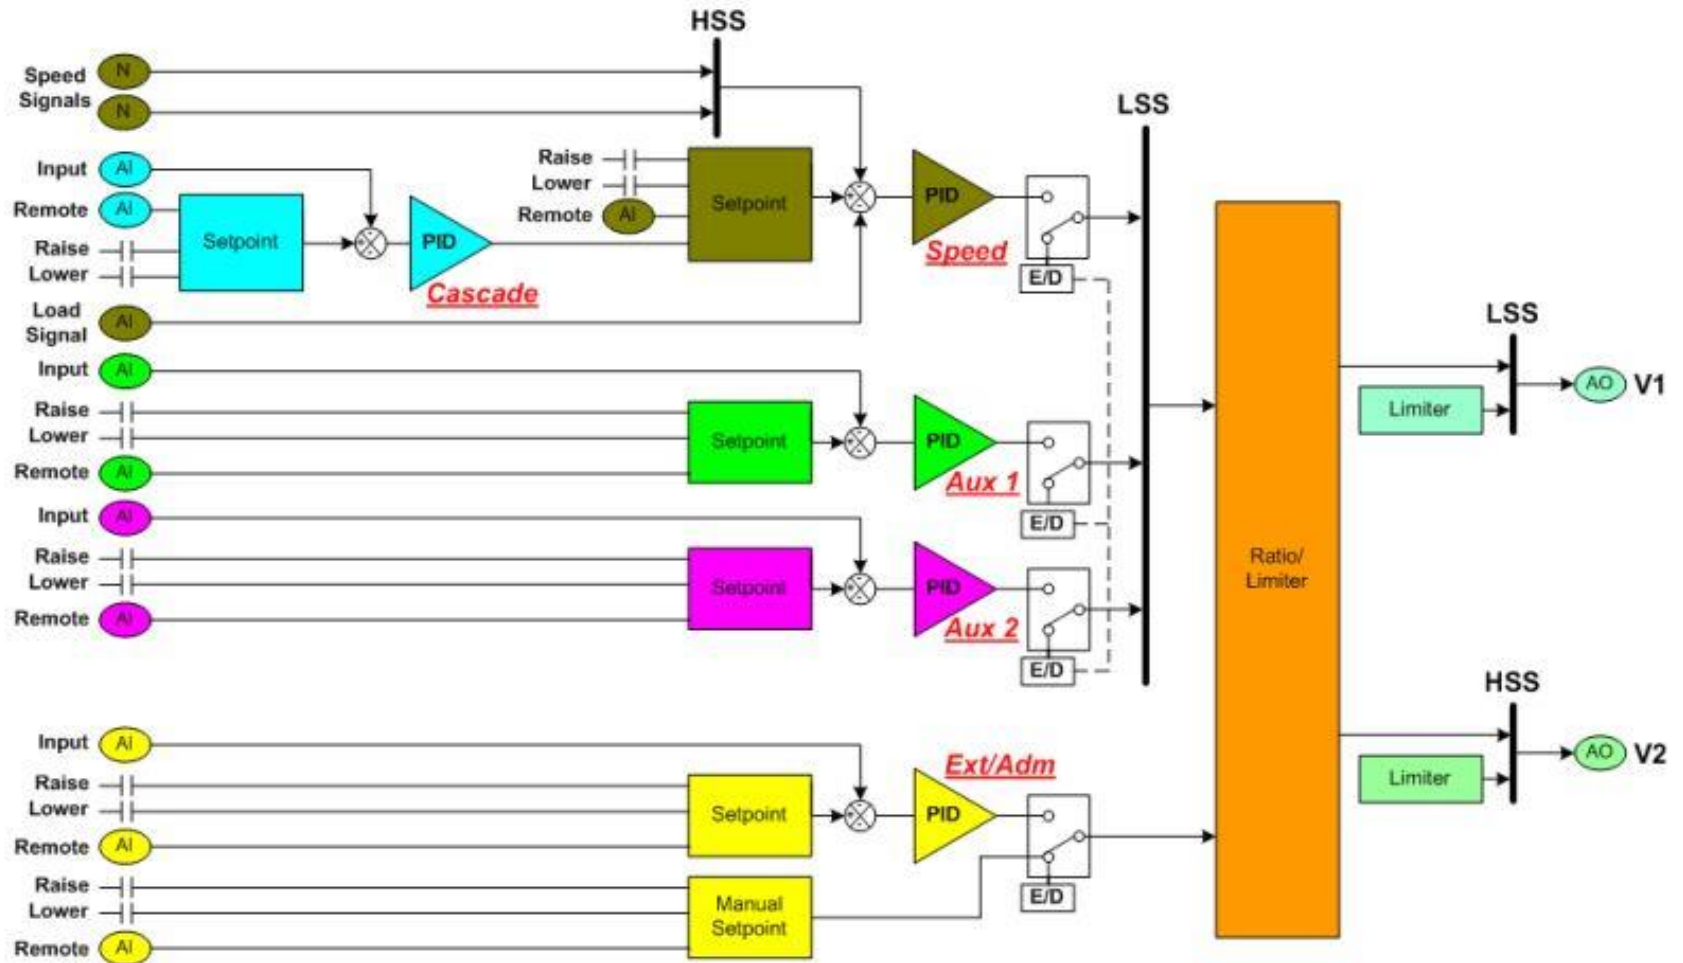 HSS
Speed
Signals
N
N
LSS
Input
AI
Raise
Lower
Remote
AI
Setpoint
PID
Speed
E/D
Remote
AI
Raise
Lower
Setpoint
PID
Cascade
Load
Signal
AI
Input
AI
Raise
Lower
Remote
AI
Setpoint
PID
Aux 1
E/D
Input
AI
Raise
Lower
Remote
AI
Setpoint
PID
Aux 2
E/D
Ratio/
Limiter
LSS
Limiter
AO
V1
HSS
Limiter
AO
V2
Input
AI
Raise
Lower
Remote
AI
Setpoint
PID
Ext/Adm
E/D
Raise
Lower
Remote
AI
Manual
Setpoint